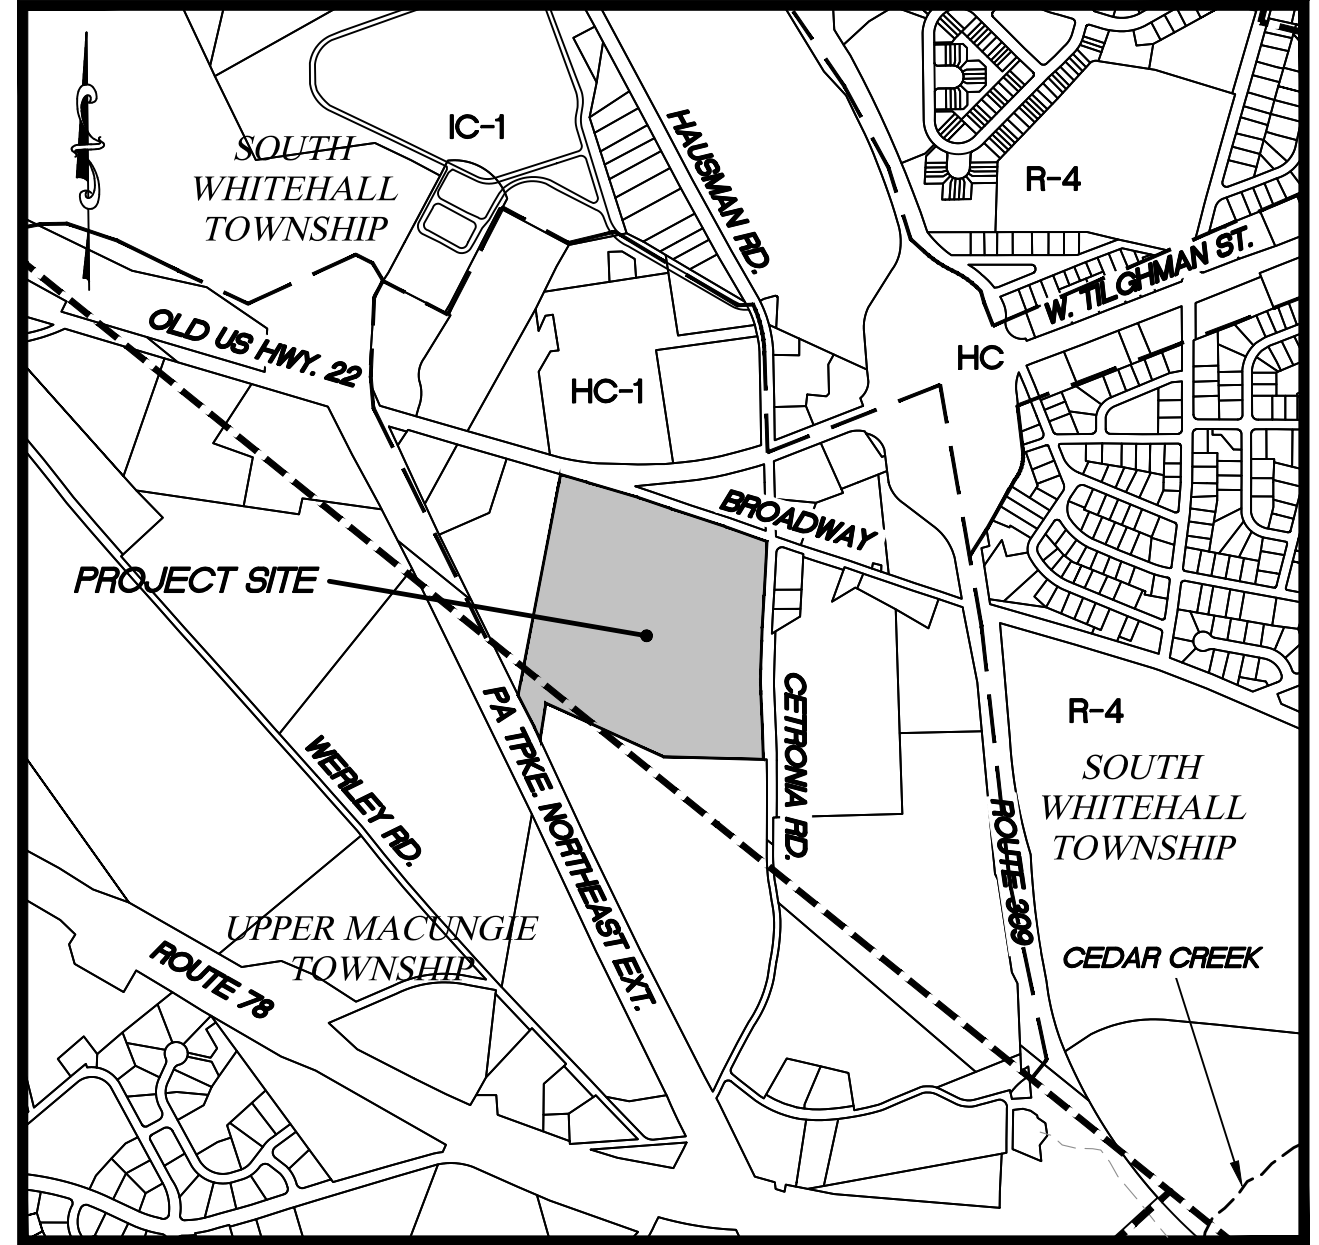 IC-1
SOUTH
WHITEHALL
TOWNSHIP
HAUSMAN RD.
R-4
W. TILGHMAN ST.
OLD US HWY. 22
HC
HC-1
BROADWAY
PROJECT SITE
CETRONIA RD.
PA TPKE. NORTHEAST EXT.
R-4
SOUTH
WHITEHALL
TOWNSHIP
WERLEY RD.
ROUTE 309
UPPER MACUNGIE
TOWNSHIP
ROUTE 78
CEDAR CREEK